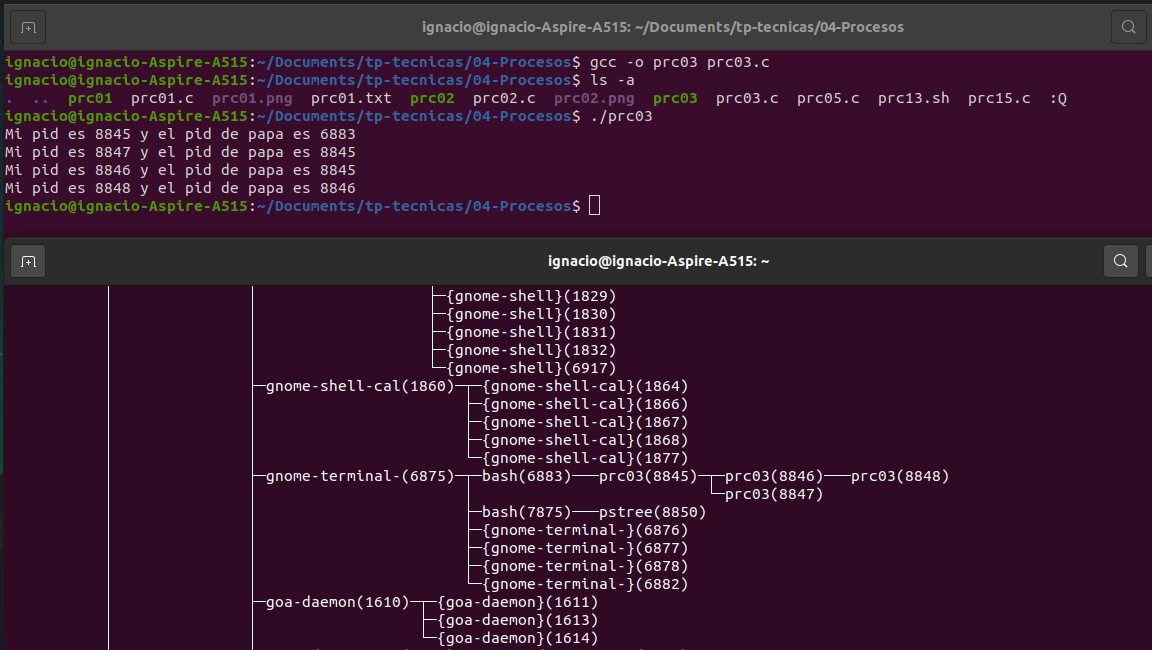 ignacio@ignacio-Aspire-A515: ~/Documents/tp-tecnicas/04-Procesos
ignacio@ignacio-Aspire-A515:~/Documents/tp-tecnicas/04-Procesos$ gcc -o prc03 prc03.c
ignacio@ignacio-Aspire-A515:~/Documents/tp-tecnicas/04-Procesos$ ls -a
. .. prc01 prc01.c prc01.png prc01.txt prc02 prc02.c prc02.png prc03 prc03.c prc05.c prc13.sh prc15.c :Q
ignacio@ignacio-Aspire-A515:~/Documents/tp-tecnicas/04-Procesos$ ./prc03
Mi pid es 8845 y el pid de papa es 6883
Mi pid es 8847 y el pid de papa es 8845
Mi pid es 8846 y el pid de papa es 8845
Mi pid es 8848 y el pid de papa es 8846
ignacio@ignacio-Aspire-A515:~/Documents/tp-tecnicas/04-Procesos$
ignacio@ignacio-Aspire-A515: ~
├─{gnome-shell}(1829)
├─{gnome-shell}(1830)
├─{gnome-shell}(1831)
├─{gnome-shell}(1832)
└─{gnome-shell}(6917)
├─gnome-shell-cal(1860)─┬─{gnome-shell-cal}(1864)
├─{gnome-shell-cal}(1866)
├─{gnome-shell-cal}(1867)
├─{gnome-shell-cal}(1868)
└─{gnome-shell-cal}(1877)
├─gnome-terminal-(6875)─┬─bash(6883)───prc03(8845)─┬─prc03(8846)───prc03(8848)
└─prc03(8847)
├─bash(7875)───pstree(8850)
├─{gnome-terminal-}(6876)
├─{gnome-terminal-}(6877)
├─{gnome-terminal-}(6878)
└─{gnome-terminal-}(6882)
├─goa-daemon(1610)─┬─{goa-daemon}(1611)
├─{goa-daemon}(1613)
└─{goa-daemon}(1614)